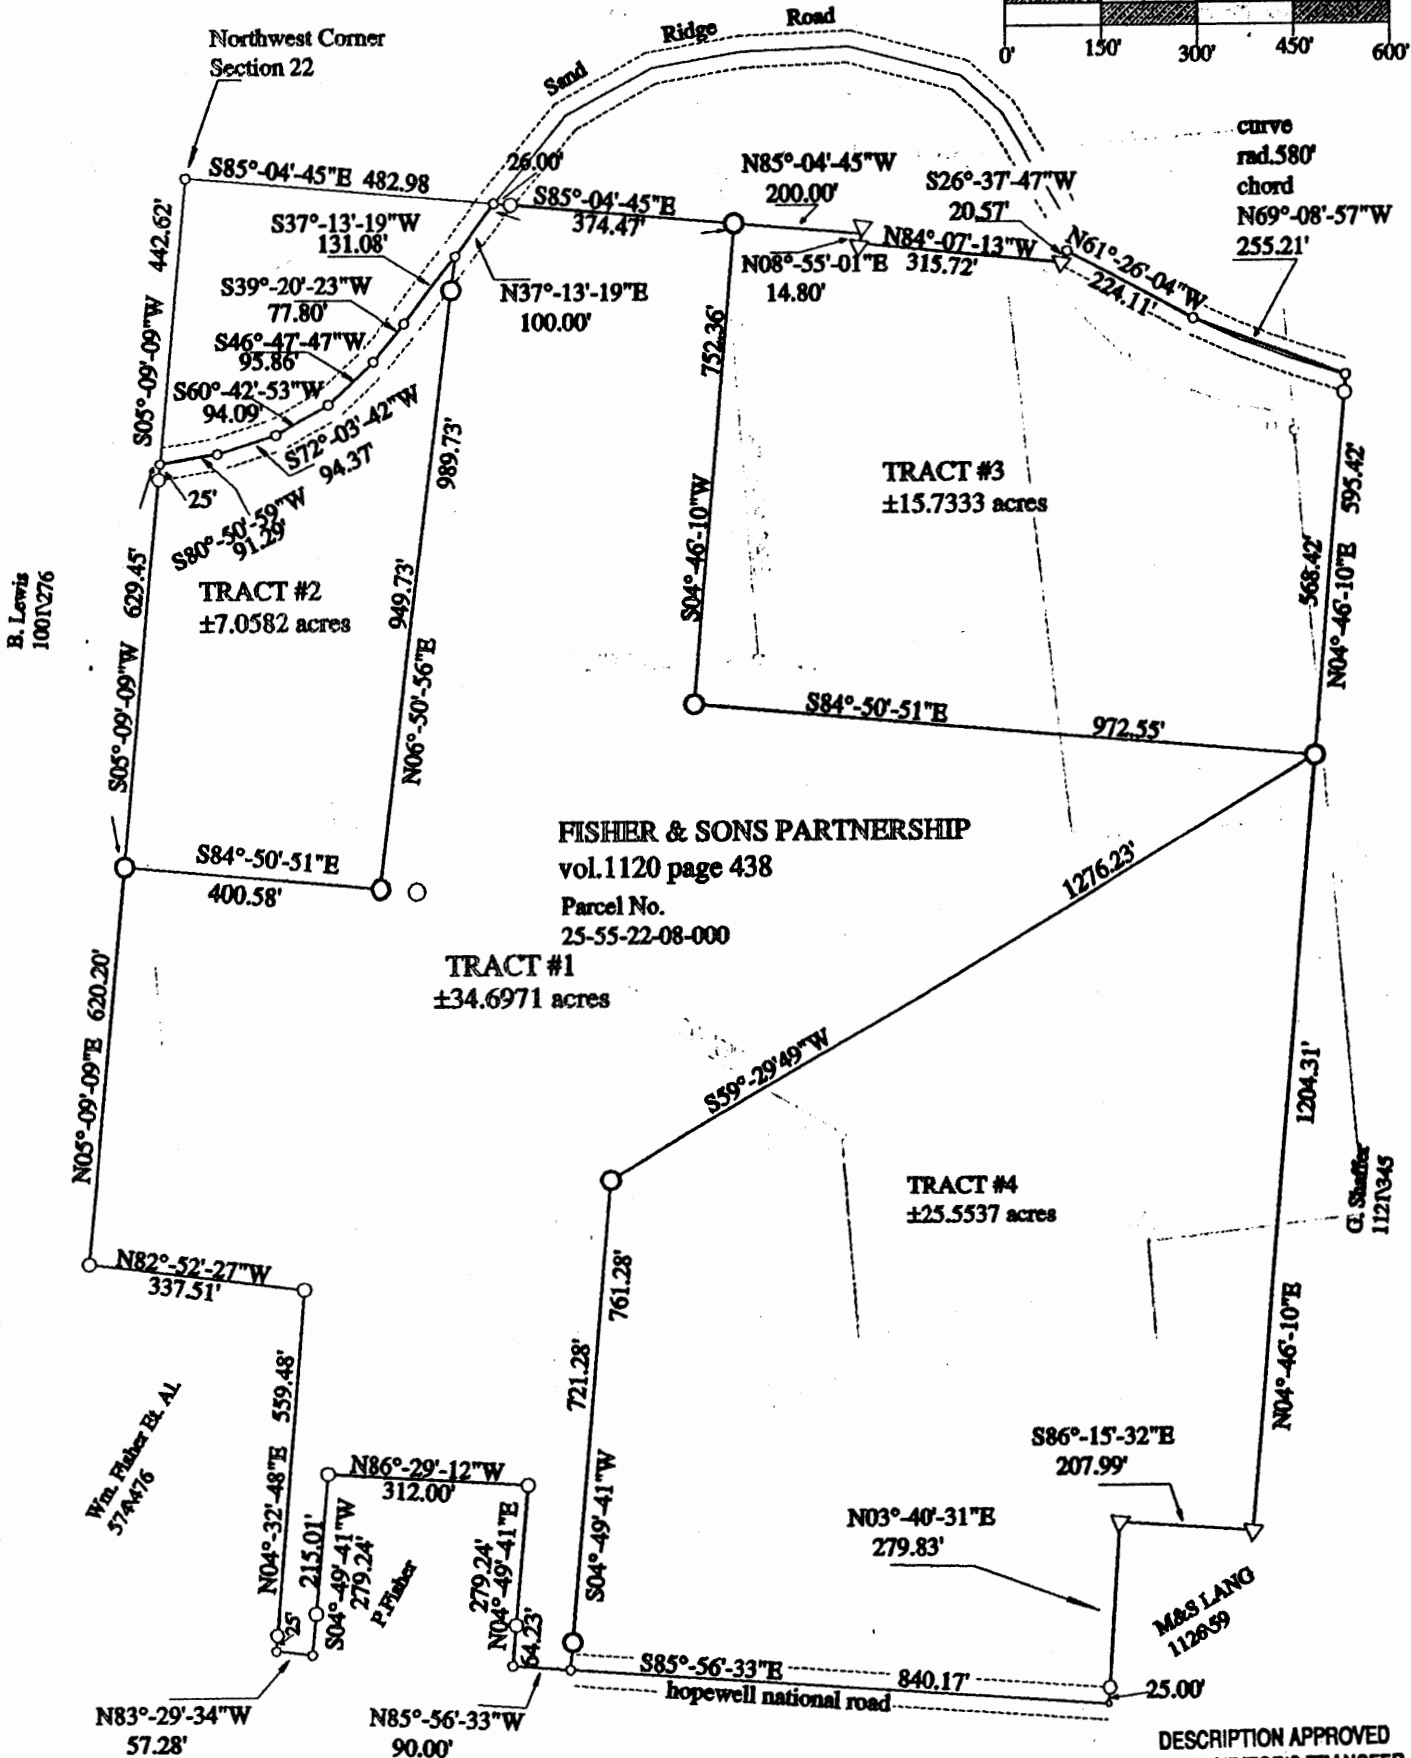 Northwest Corner
Section 22
Sand Ridge Road
0' 150' 300' 450' 600'
curve
rad.580'
chord
N69°-08'-57"W
255.21'
S85°-04'-45"E 482.98
26.00'
S85°-04'-45"E
374.47'
N85°-04'-45"W
200.00'
S26°-37'-47"W
20.57'
N61°-26'-04"W
224.11'
N84°-07'-13"W
315.72'
N08°-55'-01"E
14.80'
S05°-09'-09"W 442.62'
S37°-13'-19"W
131.08'
N37°-13'-19"E
100.00'
S39°-20'-23"W
77.80'
S46°-47'-47"W
95.86'
S60°-42'-53"W
94.09'
S72°-03'-42"W
94.37'
S80°-50'-59"W
91.29'
25'
989.73'
949.73'
N06°-50'-56"E
752.36'
S04°-46'-10"W
TRACT #3
±15.7333 acres
595.42'
568.42'
N04°-46'-10"E
B. Lewis
1001\276
S05°-09'-09"W 629.45'
TRACT #2
±7.0582 acres
S84°-50'-51"E
972.55'
S84°-50'-51"E
400.58'
FISHER & SONS PARTNERSHIP
vol.1120 page 438
Parcel No.
25-55-22-08-000
1276.23'
S59°-29'49"W
TRACT #1
±34.6971 acres
N05°-09'-09"E 620.20'
1204.31'
N04°-46'-10"E
G. Shaffer
1121\345
TRACT #4
±25.5537 acres
N82°-52'-27"W
337.51'
761.28'
721.28'
S04°-49'-41"W
Wm. Fisher Et. Al.
574\476
N04°-32'-48"E 559.48'
N86°-29'-12"W
312.00'
215.01'
S04°-49'-41"W
279.24'
P.Fisher
279.24'
N04°-49'-41"E
64.23'
25'
S86°-15'-32"E
207.99'
N03°-40'-31"E
279.83'
M&S LANG
1126\59
S85°-56'-33"E 840.17'
hopewell national road
25.00'
N83°-29'-34"W
57.28'
N85°-56'-33"W
90.00'
DESCRIPTION APPROVED